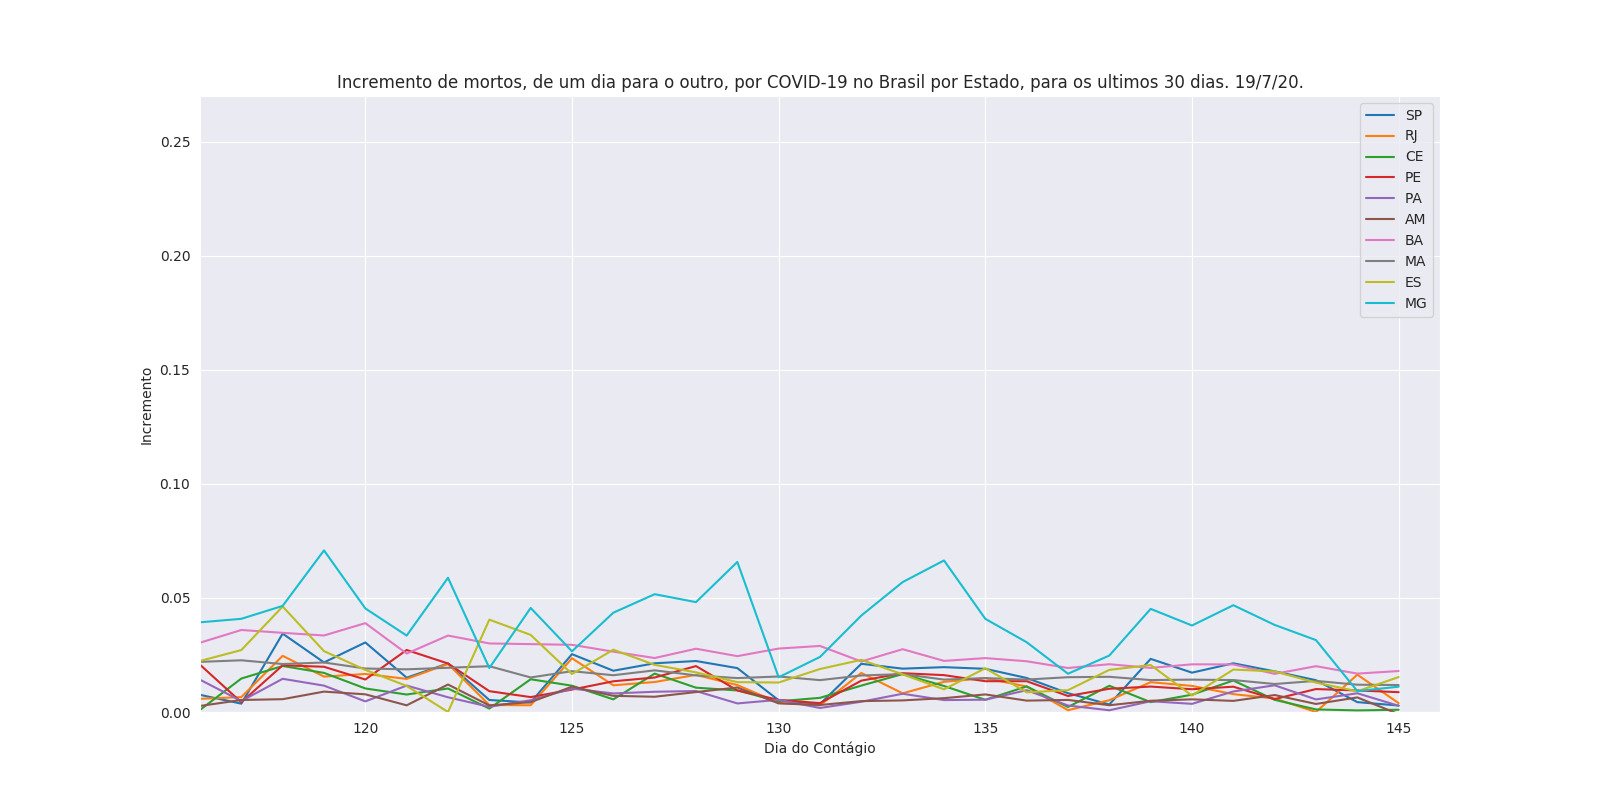 Incremento de mortos, de um dia para o outro, por COVID-19 no Brasil por Estado, para os ultimos 30 dias. 19/7/20.
SP
RJ
CE
PE
PA
AM
BA
MA
ES
MG
Incremento
0.25
0.20
0.15
0.10
0.05
0.00
120 125 130 135 140 145
Dia do Contágio